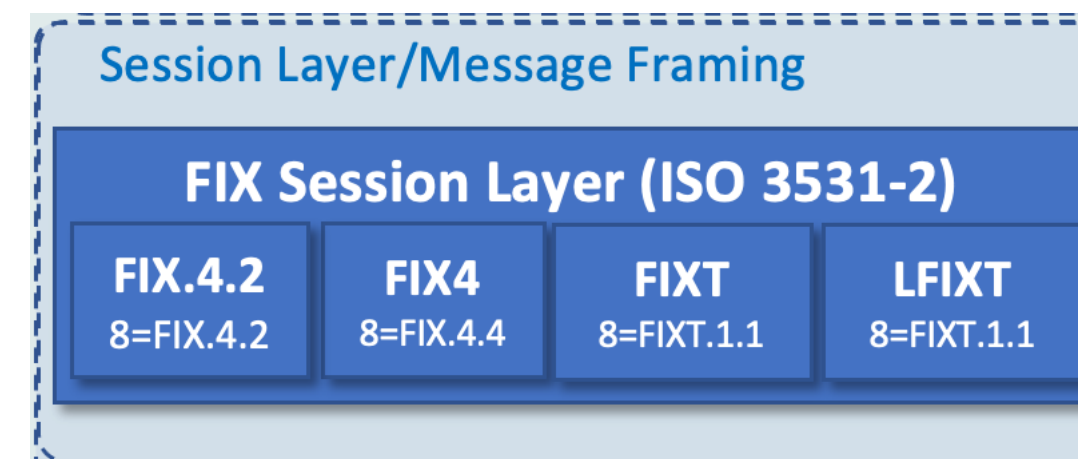 Session Layer/Message Framing
FIX Session Layer (ISO 3531-2)
FIX.4.2
8=FIX.4.2
FIX4
8=FIX.4.4
FIXT
8=FIXT.1.1
LFIXT
8=FIXT.1.1